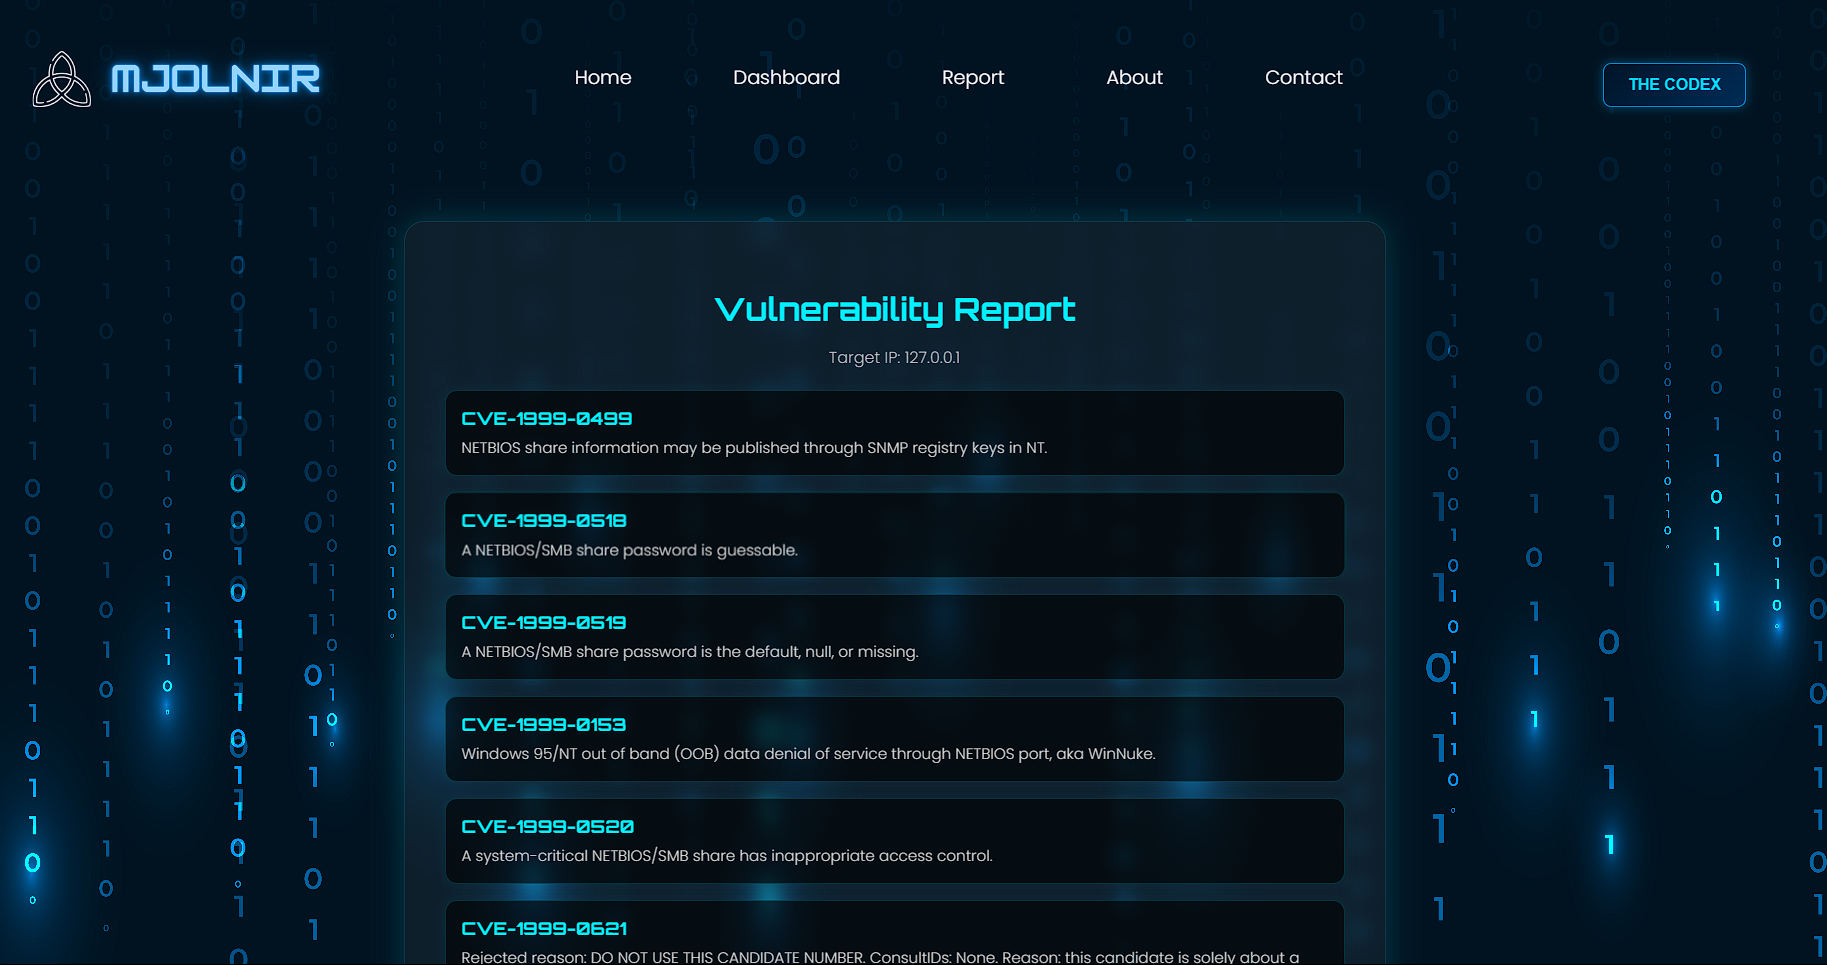 MJOLNIR
Home
Dashboard
Report
About
Contact
THE CODEX
Vulnerability Report
Target IP: 127.0.0.1
CVE-1999-0499
NETBIOS share information may be published through SNMP registry keys in NT.
CVE-1999-0518
A NETBIOS/SMB share password is guessable.
CVE-1999-0519
A NETBIOS/SMB share password is the default, null, or missing.
CVE-1999-0153
Windows 95/NT out of band (OOB) data denial of service through NETBIOS port, aka WinNuke.
CVE-1999-0520
A system-critical NETBIOS/SMB share has inappropriate access control.
CVE-1999-0621
Rejected reason: DO NOT USE THIS CANDIDATE NUMBER. ConsultIDs: None. Reason: this candidate is solely about a